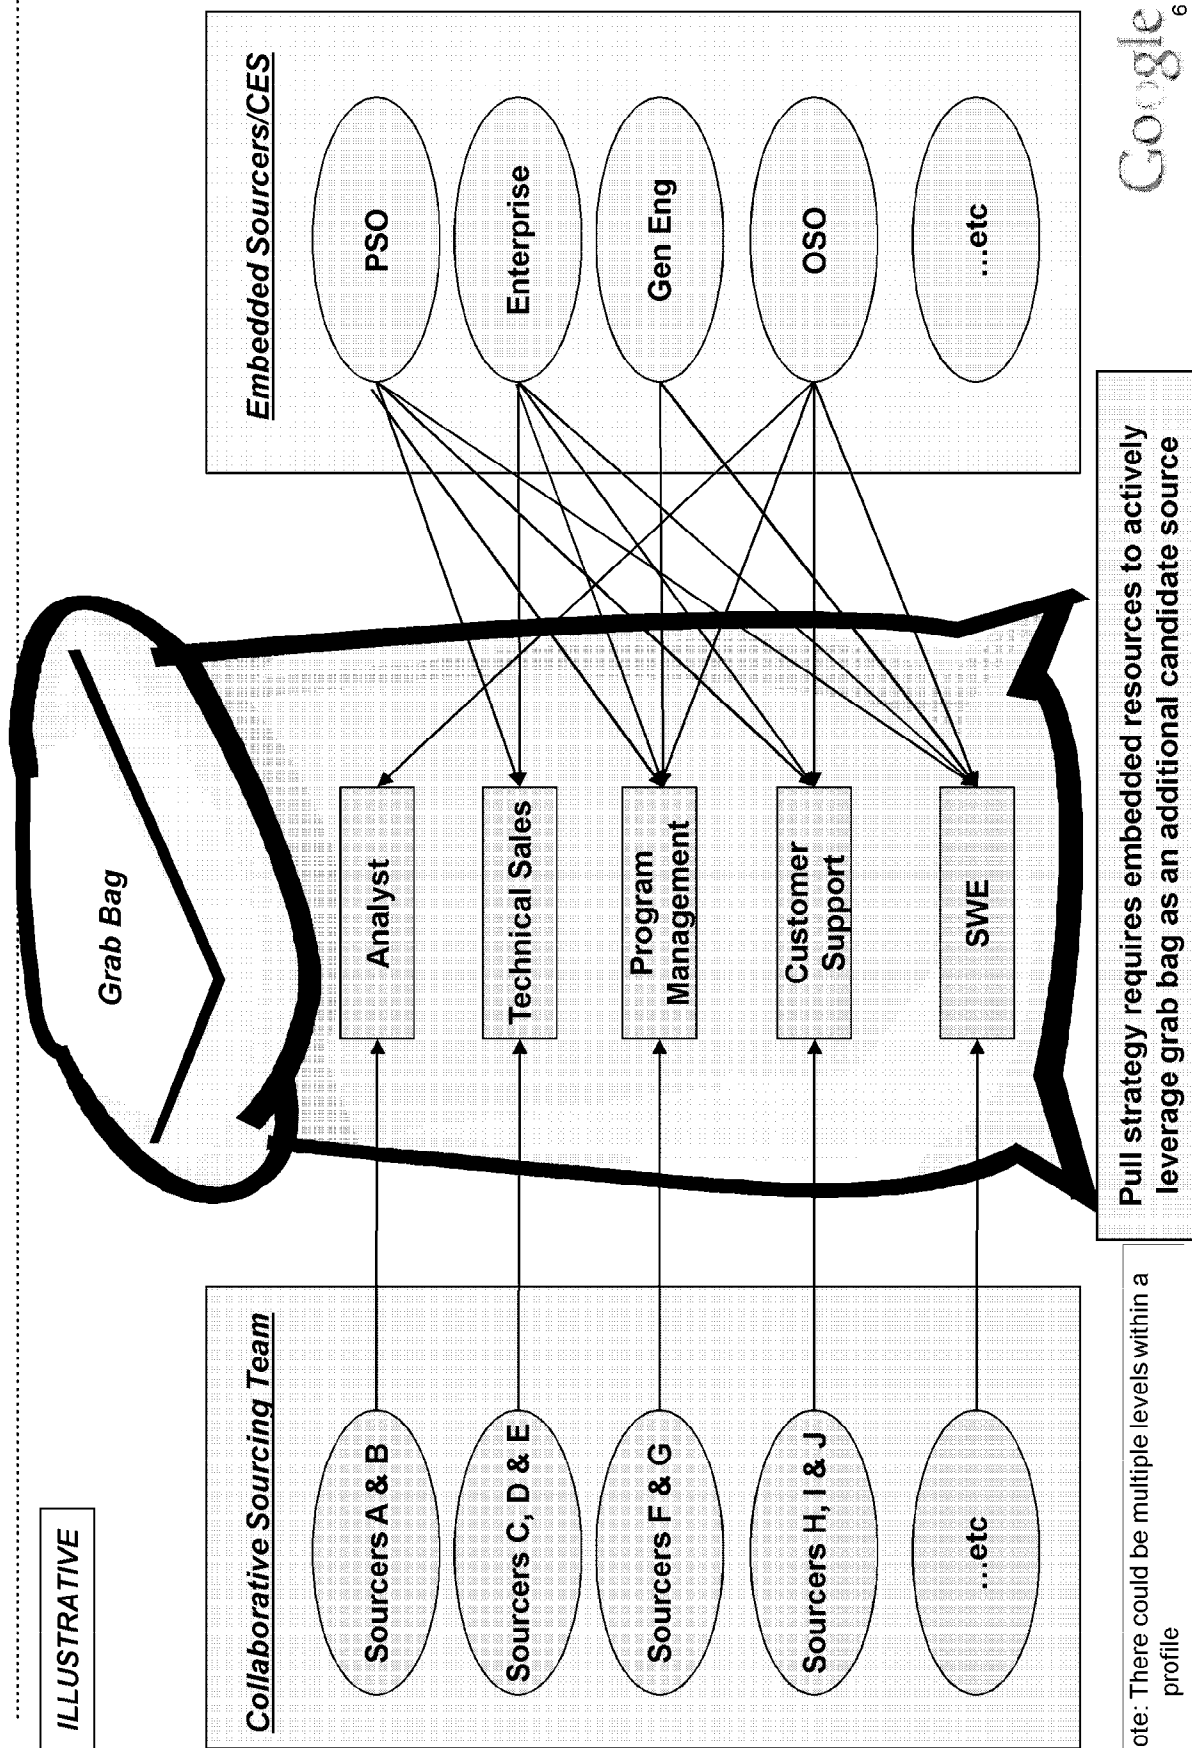 ILLUSTRATIVE
Grab Bag
Collaborative Sourcing Team
Sourcers A & B
Sourcers C, D & E
Sourcers F & G
Sourcers H, I & J
...etc
Analyst
Technical Sales
Program
Management
Customer
Support
SWE
Embedded Sourcers/CES
PSO
Enterprise
Gen Eng
OSO
...etc
ote: There could be multiple levels within a
profile
Pull strategy requires embedded resources to actively
leverage grab bag as an additional candidate source
Google
6